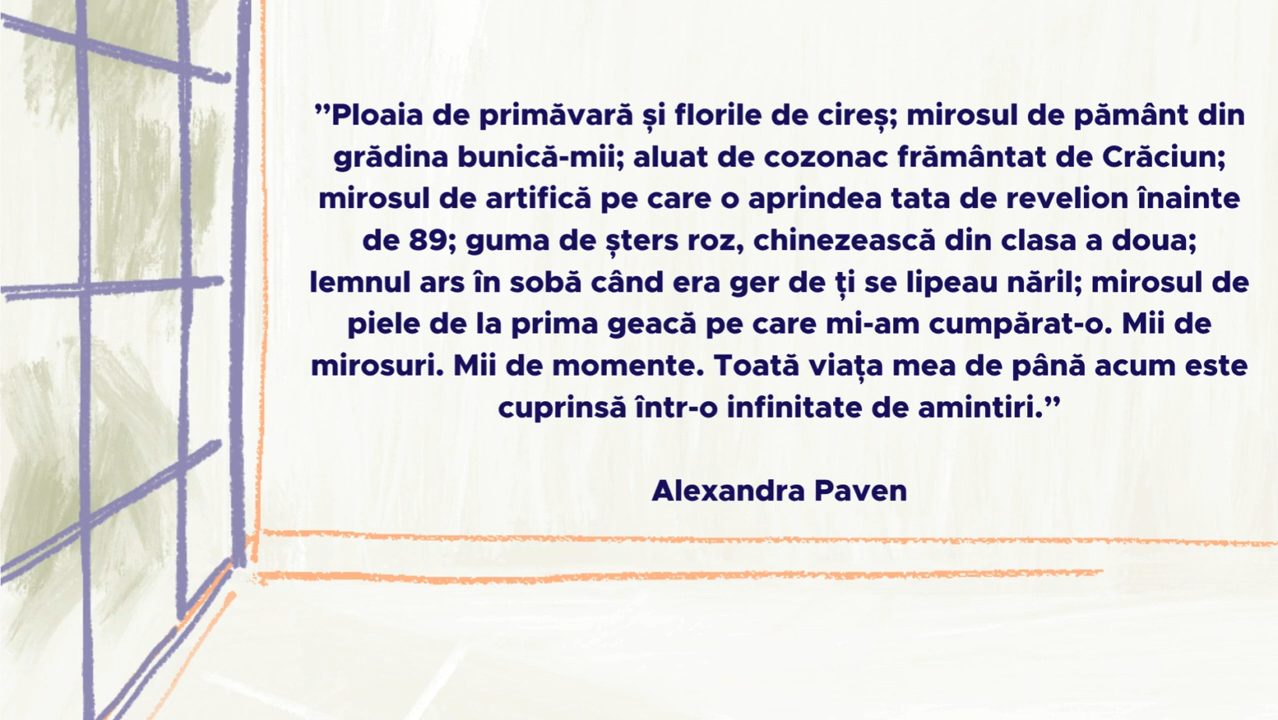 ”Ploaia de primăvară și florile de cireș; mirosul de pământ din
grădina bunică-mii; aluat de cozonac frământat de Crăciun;
mirosul de artifică pe care o aprindea tata de revelion înainte
de 89; guma de șters roz, chinezească din clasa a doua;
lemnul ars în sobă când era ger de ți se lipeau năril; mirosul de
piele de la prima geacă pe care mi-am cumpărat-o. Mii de
mirosuri. Mii de momente. Toată viața mea de până acum este
cuprinsă într-o infinitate de amintiri.”
Alexandra Paven